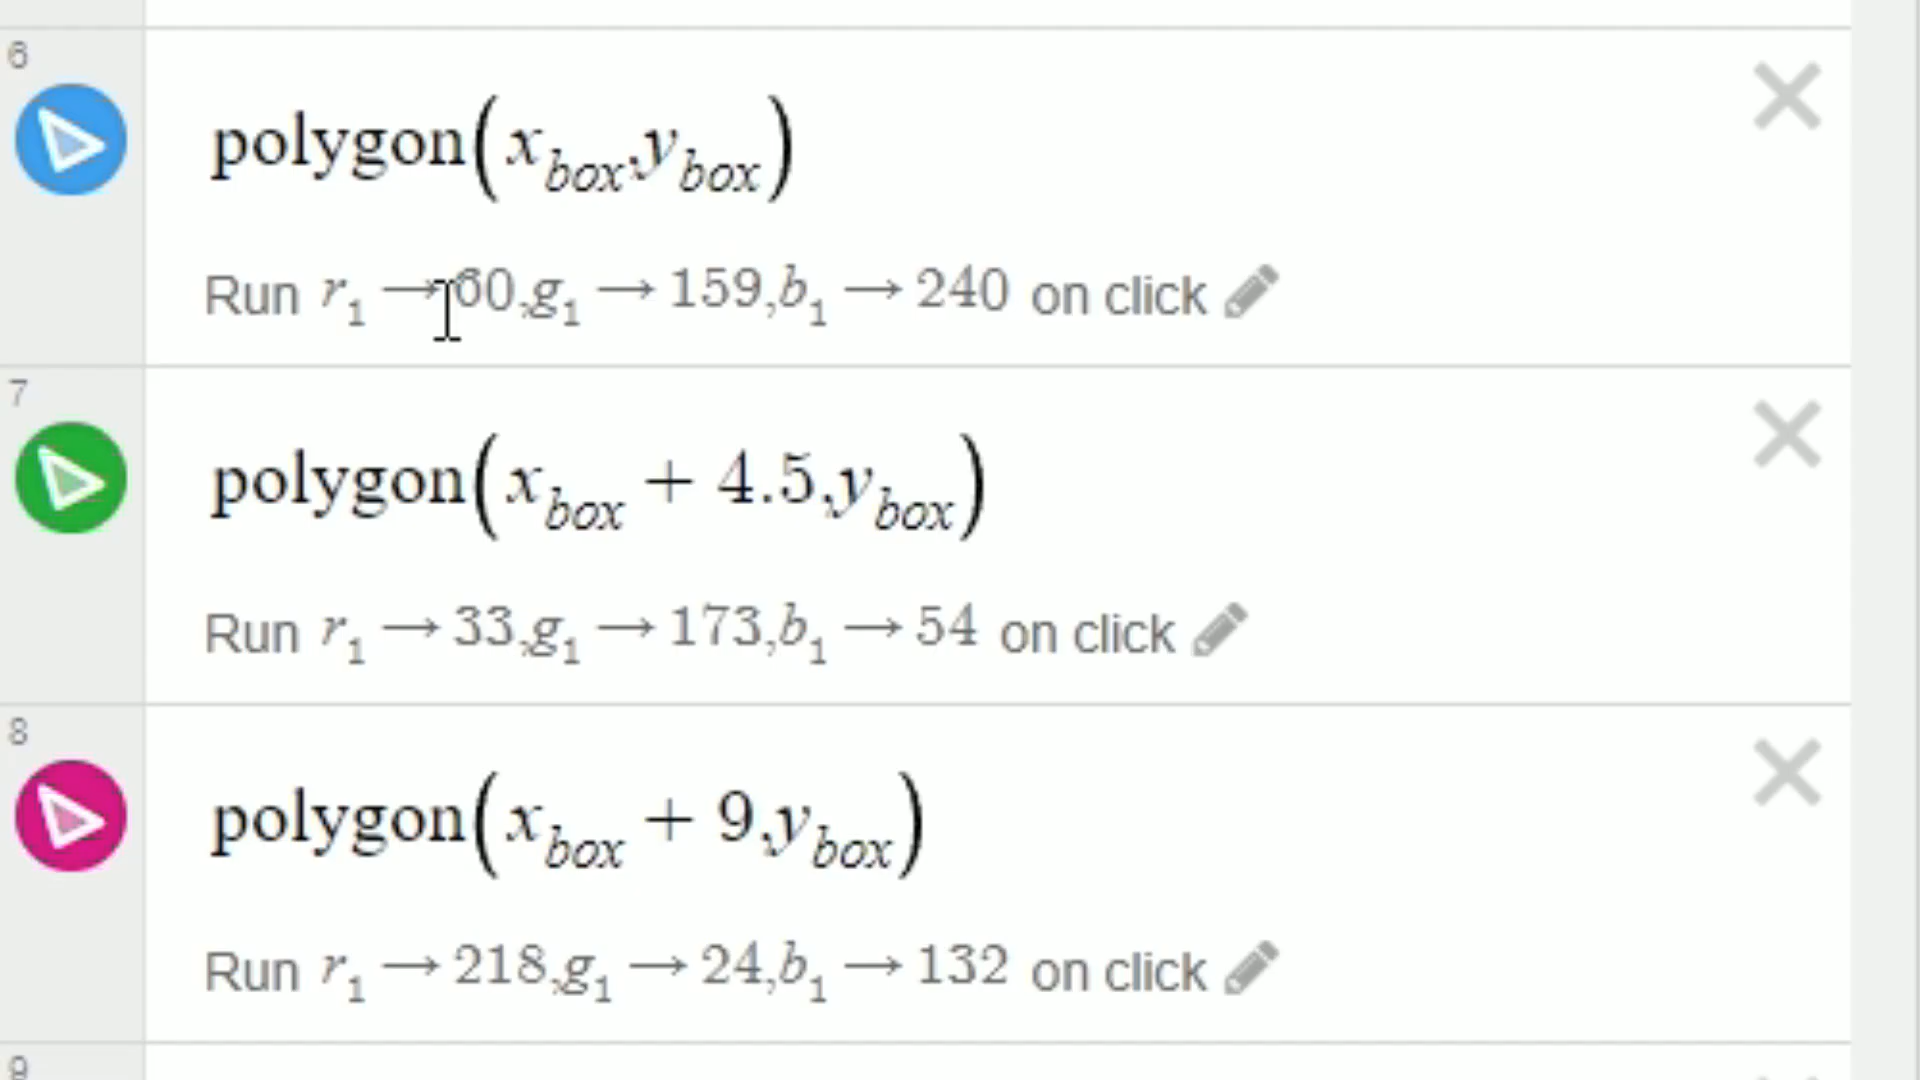 6
polygon(x_box, y_box)
Run r_1 → 60, g_1 → 159, b_1 → 240 on click
7
polygon(x_box + 4.5, y_box)
Run r_1 → 33, g_1 → 173, b_1 → 54 on click
8
polygon(x_box + 9, y_box)
Run r_1 → 218, g_1 → 24, b_1 → 132 on click
9